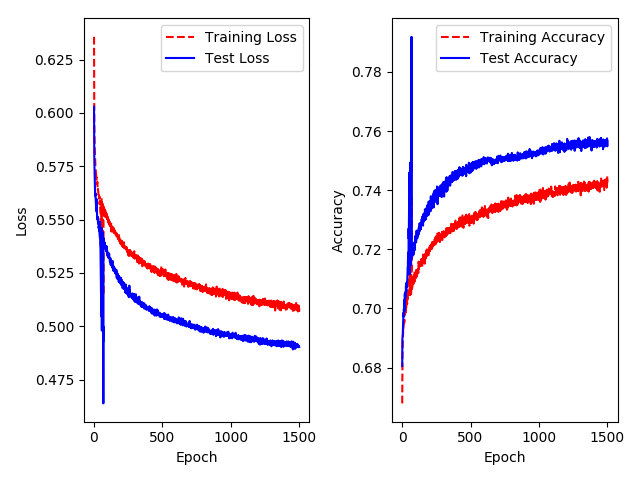 Training Loss
Test Loss
0.625
0.600
0.575
0.550
0.525
0.500
0.475
Loss
0 500 1000 1500
Epoch
Training Accuracy
Test Accuracy
0.78
0.76
0.74
0.72
0.70
0.68
Accuracy
0 500 1000 1500
Epoch